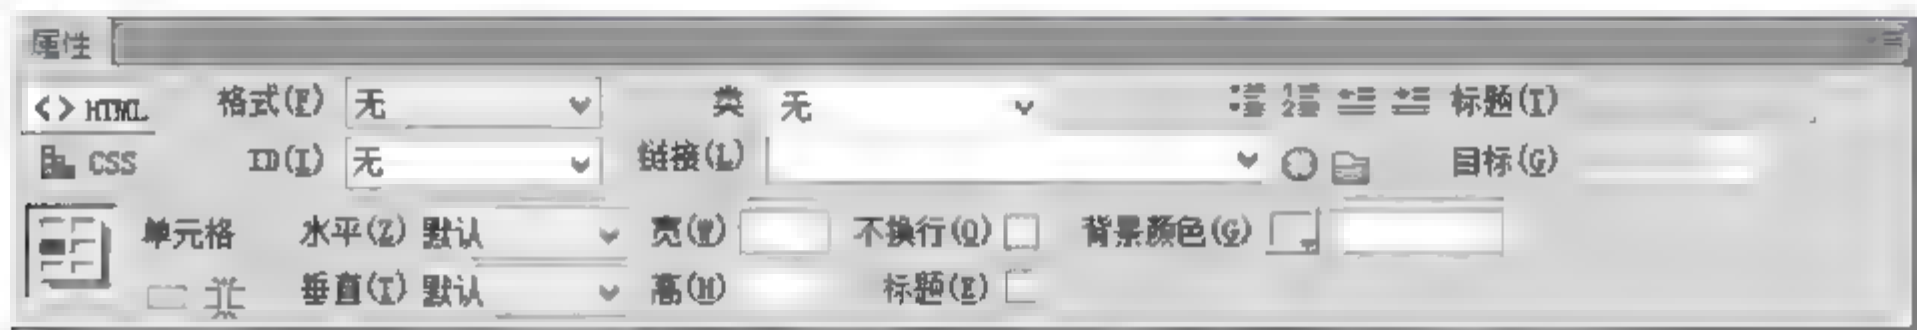 属性
<> HTML 格式(F) 无 类 无 标题(T)
CSS ID(I) 无 链接(L) 目标(G)
单元格 水平(Z) 默认 宽(W) 不换行(O) 背景颜色(G)
垂直(T) 默认 高(H) 标题(E)